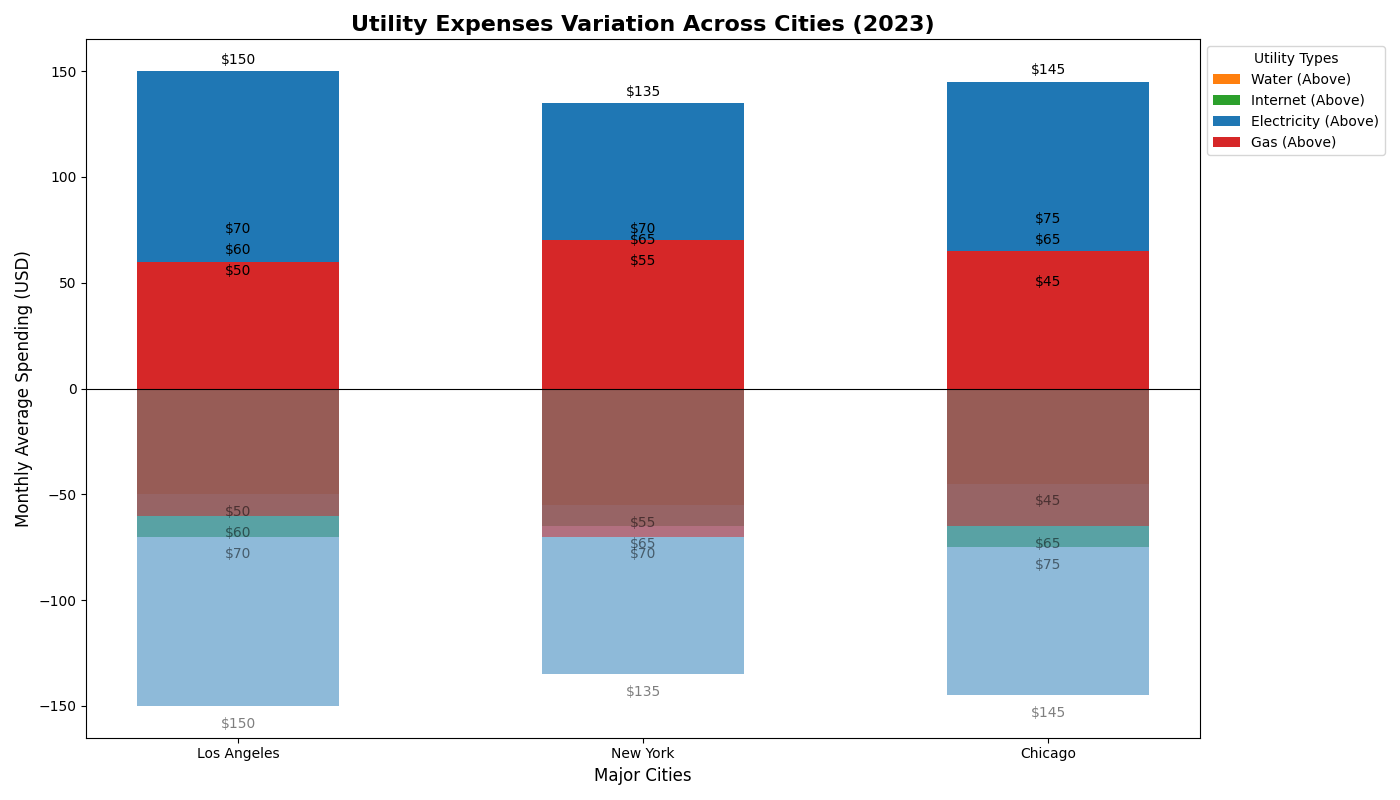 Utility Expenses Variation Across Cities (2023)
Monthly Average Spending (USD)
150
100
50
0
−50
−100
−150
$150
$70
$60
$50
$50
$60
$70
$150
$135
$70
$65
$55
$55
$65
$70
$135
$145
$75
$65
$45
$45
$65
$75
$145
Los Angeles
New York
Chicago
Major Cities
Utility Types
Water (Above)
Internet (Above)
Electricity (Above)
Gas (Above)